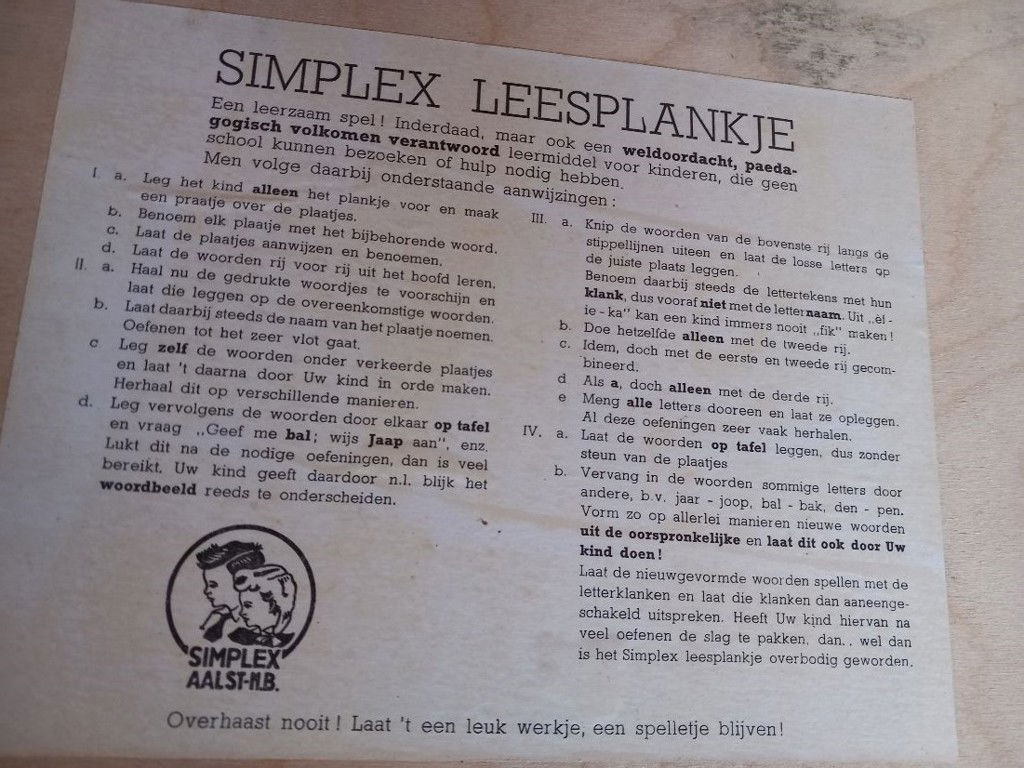 SIMPLEX LEESPLANKJE
Een leerzaam spel! Inderdaad, maar ook een weldoordacht, paeda-
gogisch volkomen verantwoord leermiddel voor kinderen, die geen
school kunnen bezoeken of hulp nodig hebben.
Men volge daarbij onderstaande aanwijzingen:
I. a. Leg het kind alleen het plankje voor en maak
een praatje over de plaatjes.
b. Benoem elk plaatje met het bijbehorende woord.
c. Laat de plaatjes aanwijzen en benoemen.
d. Laat de woorden rij voor rij uit het hoofd leren.
II. a. Haal nu de gedrukte woordjes te voorschijn en
laat die leggen op de overeenkomstige woorden.
b. Laat daarbij steeds de naam van het plaatje noemen.
Oefenen tot het zeer vlot gaat.
c Leg zelf de woorden onder verkeerde plaatjes
en laat 't daarna door Uw kind in orde maken.
Herhaal dit op verschillende manieren.
d. Leg vervolgens de woorden door elkaar op tafel
en vraag „Geef me bal; wijs Jaap aan”, enz.
Lukt dit na de nodige oefeningen, dan is veel
bereikt. Uw kind geeft daardoor n.l. blijk het
woordbeeld reeds te onderscheiden.
III. a. Knip de woorden van de bovenste rij langs de
stippellijnen uiteen en laat de losse letters op
de juiste plaats leggen.
Benoem daarbij steeds de lettertekens met hun
klank, dus vooraf niet met de letternaam. Uit „ef -
ie - ka” kan een kind immers nooit „fik” maken!
b. Doe hetzelfde alleen met de tweede rij.
c. Idem, doch met de eerste en tweede rij gecom-
bineerd.
d Als a, doch alleen met de derde rij.
e Meng alle letters dooreen en laat ze opleggen.
Al deze oefeningen zeer vaak herhalen.
IV. a. Laat de woorden op tafel leggen, dus zonder
steun van de plaatjes
b. Vervang in de woorden sommige letters door
andere, b.v. jaar - joop, bal - bak, den - pen.
Vorm zo op allerlei manieren nieuwe woorden
uit de oorspronkelijke en laat dit ook door Uw
kind doen!
Laat de nieuwgevormde woorden spellen met de
letterklanken en laat die klanken dan aaneenge-
schakeld uitspreken. Heeft Uw kind hiervan na
veel oefenen de slag te pakken, dan.. wel dan
is het Simplex leesplankje overbodig geworden.
SIMPLEX
AALST-N.B.
Overhaast nooit! Laat 't een leuk werkje, een spelletje blijven!